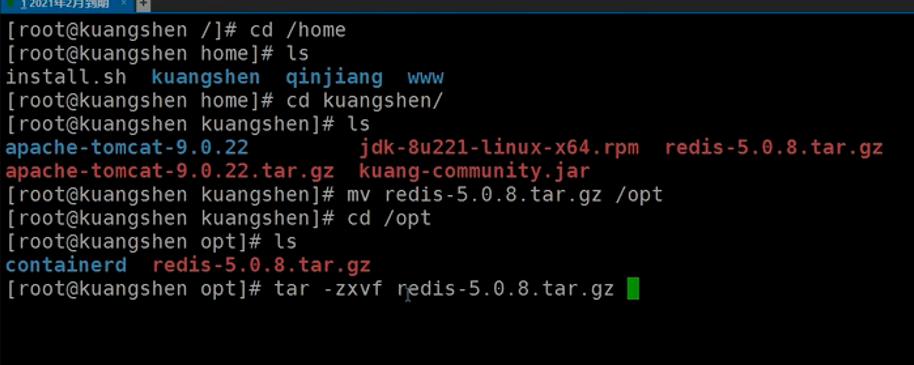 1 2021年2月到期 × +
[root@kuangshen /]# cd /home
[root@kuangshen home]# ls
install.sh kuangshen qinjiang www
[root@kuangshen home]# cd kuangshen/
[root@kuangshen kuangshen]# ls
apache-tomcat-9.0.22 jdk-8u221-linux-x64.rpm redis-5.0.8.tar.gz
apache-tomcat-9.0.22.tar.gz kuang-community.jar
[root@kuangshen kuangshen]# mv redis-5.0.8.tar.gz /opt
[root@kuangshen kuangshen]# cd /opt
[root@kuangshen opt]# ls
containerd redis-5.0.8.tar.gz
[root@kuangshen opt]# tar -zxvf redis-5.0.8.tar.gz